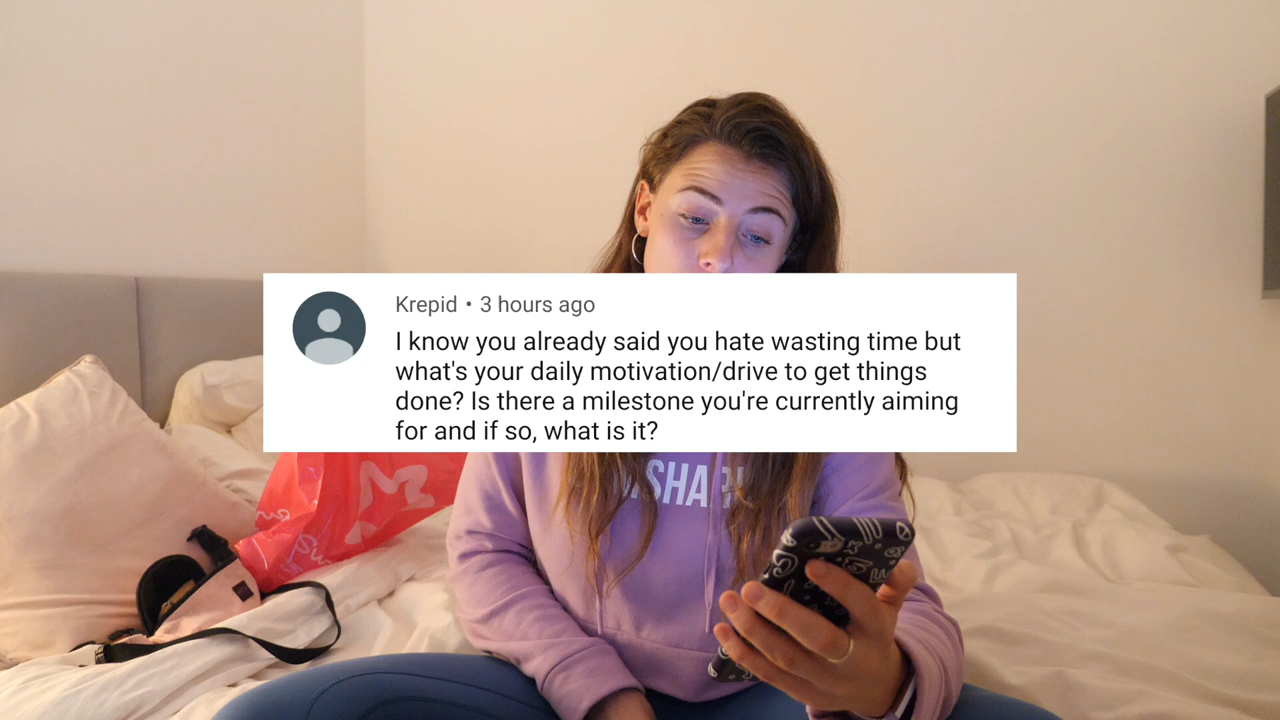 Krepid • 3 hours ago
I know you already said you hate wasting time but
what's your daily motivation/drive to get things
done? Is there a milestone you're currently aiming
for and if so, what is it?